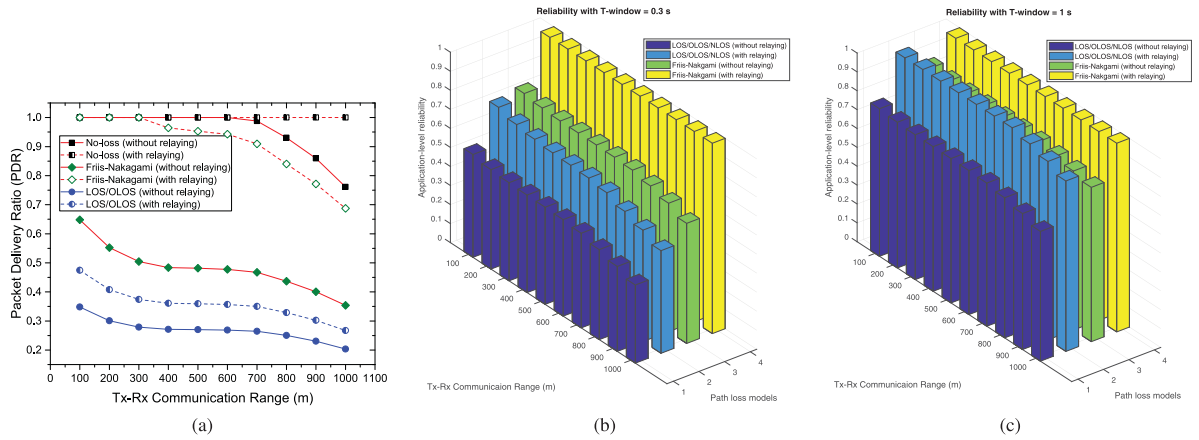 1.0
0.9
0.8
0.7
0.6
0.5
0.4
0.3
0.2
Packet Delivery Ratio (PDR)
No-loss (without relaying)
No-loss (with relaying)
Friis-Nakagami (without relaying)
Friis-Nakagami (with relaying)
LOS/OLOS (without relaying)
LOS/OLOS (with relaying)
0 100 200 300 400 500 600 700 800 900 1000 1100
Tx-Rx Communication Range (m)
(a)
Reliability with T-window = 0.3 s
LOS/OLOS/NLOS (without relaying)
LOS/OLOS/NLOS (with relaying)
Friis-Nakagami (without relaying)
Friis-Nakagami (with relaying)
1
0.9
0.8
0.7
0.6
0.5
0.4
0.3
0.2
0.1
0
Application-level reliability
100
200
300
400
500
600
700
800
900
1000
Tx-Rx Communicaion Range (m)
1
2
3
4
Path loss models
(b)
Reliability with T-window = 1 s
LOS/OLOS/NLOS (without relaying)
LOS/OLOS/NLOS (with relaying)
Friis-Nakagami (without relaying)
Friis-Nakagami (with relaying)
1
0.9
0.8
0.7
0.6
0.5
0.4
0.3
0.2
0.1
0
Application-level reliability
100
200
300
400
500
600
700
800
900
1000
Tx-Rx Communicaion Range (m)
1
2
3
4
Path loss models
(c)